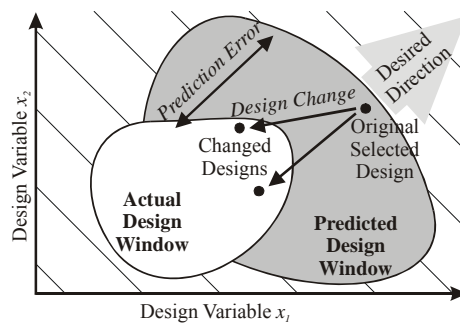 Prediction Error
Desired
Direction
Design Change
Original
Selected
Design
Changed
Designs
Actual
Design
Window
Predicted
Design
Window
Design Variable x2
Design Variable x1